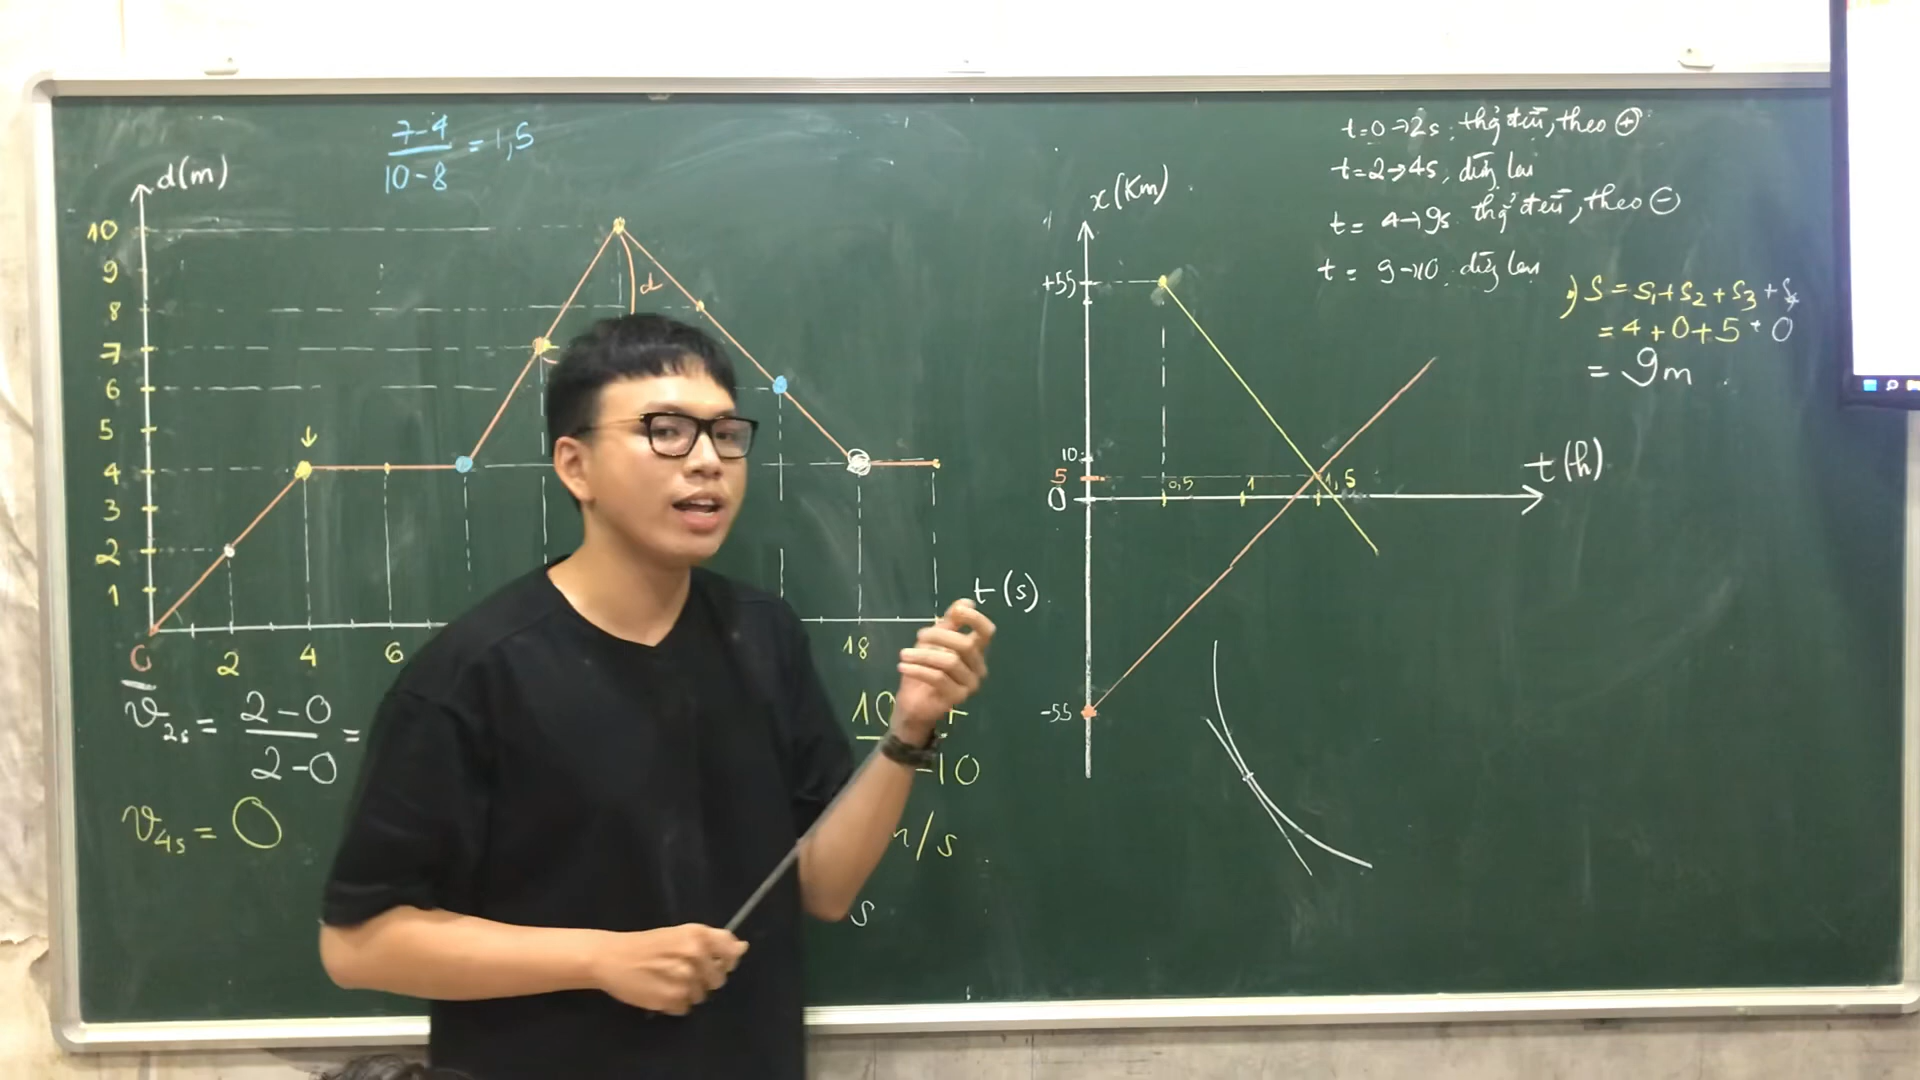 7-4
10-8
= 1,5
d(m)
10
9
8
7
6
5
4
3
2
1
0
2
4
6
18
t(s)
d
v2s = 2-0
2-0
=
v4s = 0
10
-10
m/s
s
x(Km)
+55
10
5
0
-55
0,5
1
1,5
t(h)
t=0→2s, thg đều, theo ⊕
t=2→4s, dừng lại
t= 4→9s thg đều, theo ⊖
t= 9→10 dừng lại
S = S1+S2+S3+S4
= 4+0+5+0
= 9m